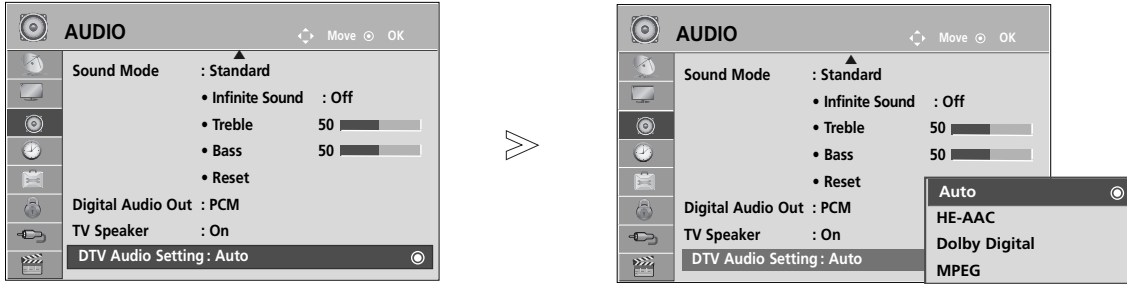 AUDIO
Move OK
Sound Mode : Standard
• Infinite Sound : Off
• Treble 50
• Bass 50
• Reset
Digital Audio Out : PCM
TV Speaker : On
DTV Audio Setting : Auto
AUDIO
Move OK
Sound Mode : Standard
• Infinite Sound : Off
• Treble 50
• Bass 50
• Reset
Digital Audio Out : PCM
TV Speaker : On
DTV Audio Setting : Auto
Auto
HE-AAC
Dolby Digital
MPEG